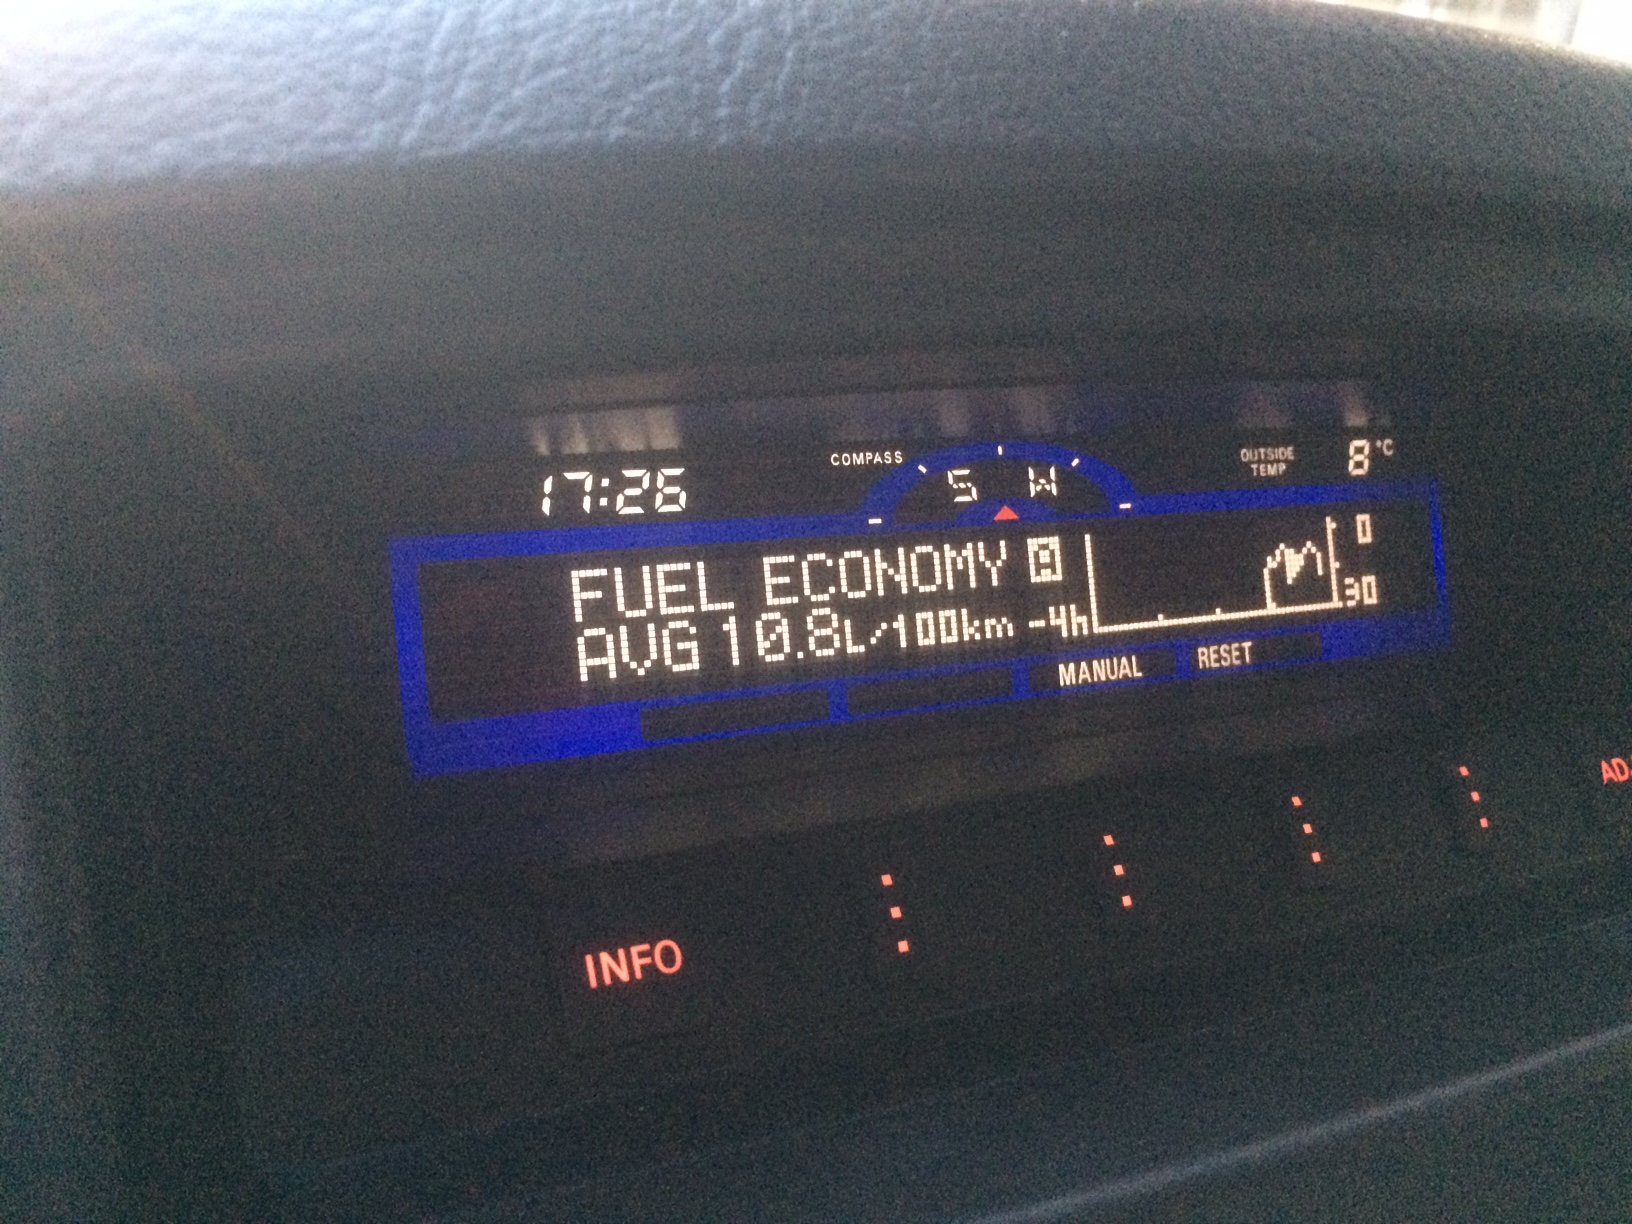 17:26
COMPASS
S W
OUTSIDE TEMP
8°C
FUEL ECONOMY
AVG 10.8L/100km
-4h
0
30
MANUAL
RESET
INFO